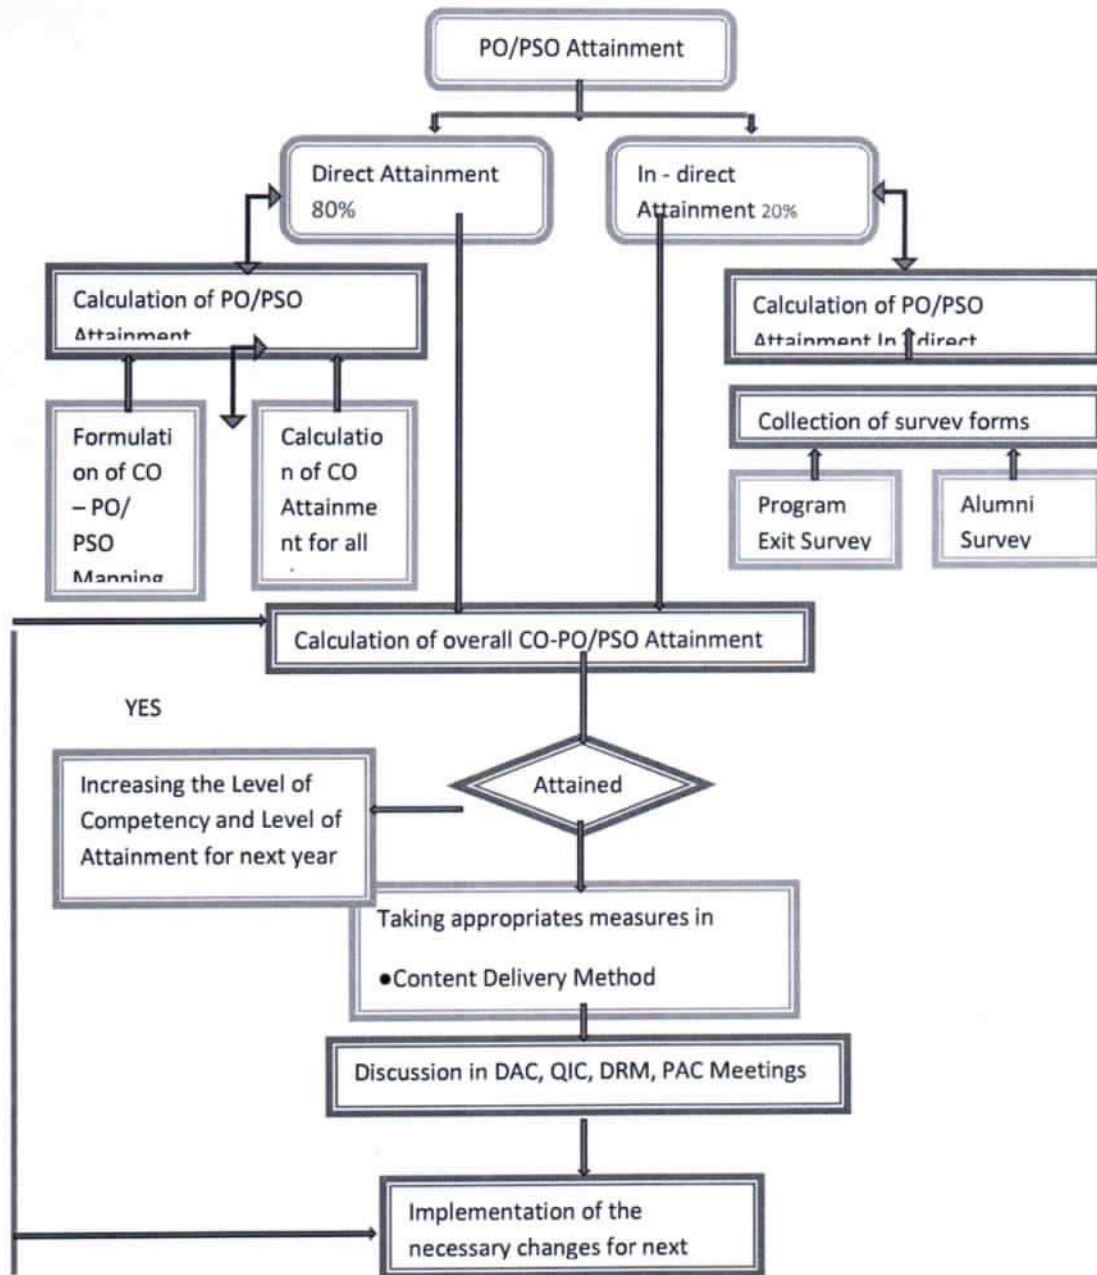 PO/PSO Attainment
Direct Attainment
80%
In - direct
Attainment 20%
Calculation of PO/PSO
Attainment
Calculation of PO/PSO
Attainment In direct
Formulati
on of CO
– PO/
PSO
Calculatio
n of CO
Attainme
nt for all
Collection of survey forms
Program
Exit Survey
Alumni
Survey
Calculation of overall CO-PO/PSO Attainment
YES
Increasing the Level of
Competency and Level of
Attainment for next year
Attained
Taking appropriates measures in
●Content Delivery Method
Discussion in DAC, QIC, DRM, PAC Meetings
Implementation of the
necessary changes for next